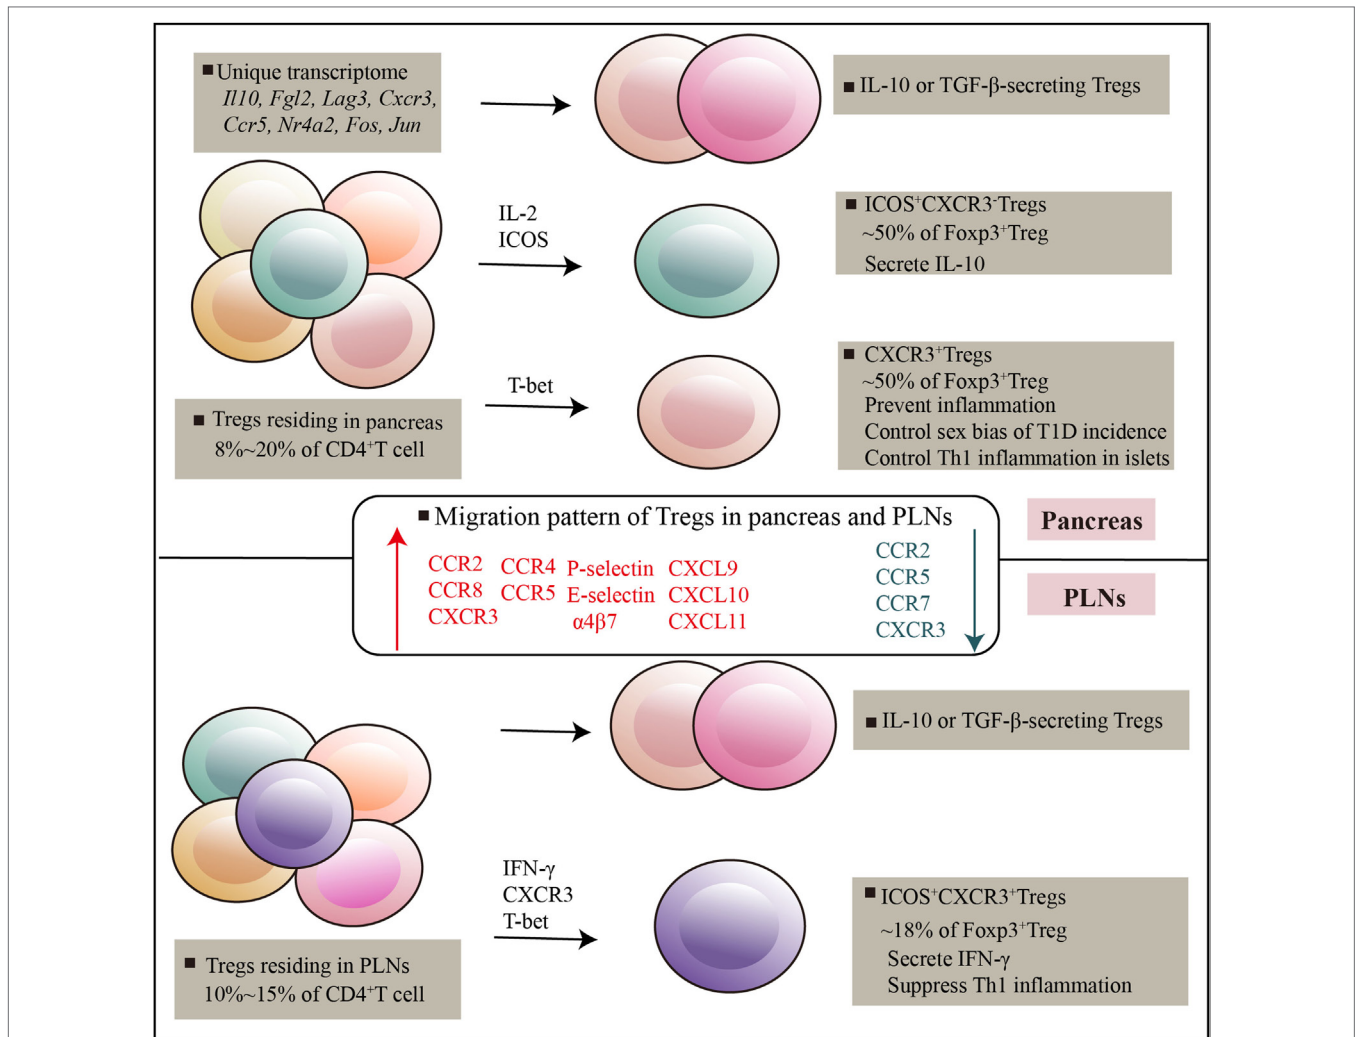 ■ Unique transcriptome
Il10, Fgl2, Lag3, Cxcr3,
Ccr5, Nr4a2, Fos, Jun
■ IL-10 or TGF-β-secreting Tregs
IL-2
ICOS
■ ICOS⁺CXCR3⁻Tregs
~50% of Foxp3⁺Treg
Secrete IL-10
T-bet
■ CXCR3⁺Tregs
~50% of Foxp3⁺Treg
Prevent inflammation
Control sex bias of T1D incidence
Control Th1 inflammation in islets
■ Tregs residing in pancreas
8%~20% of CD4⁺T cell
■ Migration pattern of Tregs in pancreas and PLNs
CCR2 CCR4 P-selectin CXCL9
CCR8 CCR5 E-selectin CXCL10
CXCR3 α4β7 CXCL11
CCR2
CCR5
CCR7
CXCR3
Pancreas
PLNs
■ IL-10 or TGF-β-secreting Tregs
IFN-γ
CXCR3
T-bet
■ ICOS⁺CXCR3⁺Tregs
~18% of Foxp3⁺Treg
Secrete IFN-γ
Suppress Th1 inflammation
■ Tregs residing in PLNs
10%~15% of CD4⁺T cell